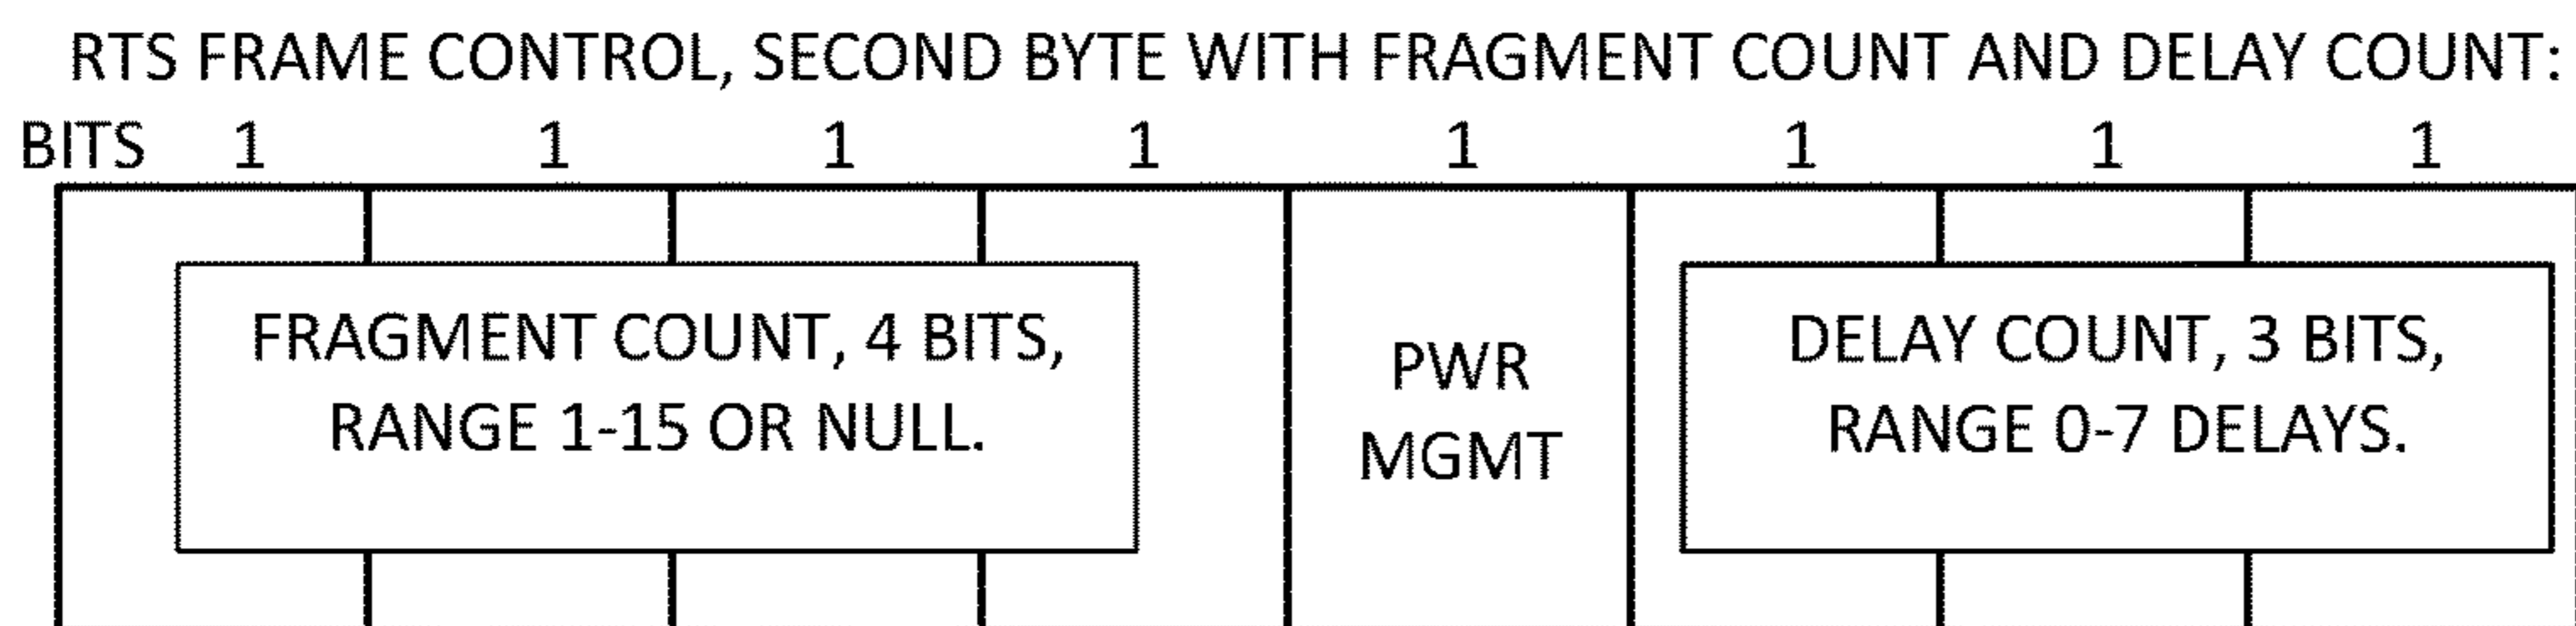 RTS FRAME CONTROL, SECOND BYTE WITH FRAGMENT COUNT AND DELAY COUNT:
BITS 1 1 1 1 1 1 1 1
FRAGMENT COUNT, 4 BITS,
RANGE 1-15 OR NULL.
PWR
MGMT
DELAY COUNT, 3 BITS,
RANGE 0-7 DELAYS.